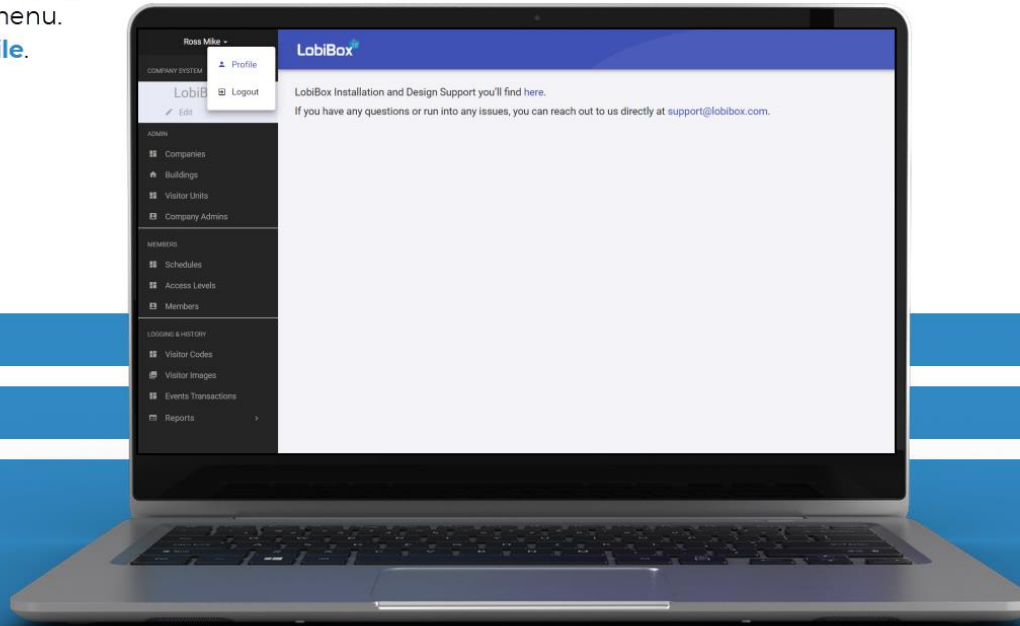 menu.
ile.
Ross Mike
Profile
Logout
COMPANY SYSTEM
LobiB
Edit
ADMIN
Companies
Buildings
Visitor Units
Company Admins
MEMBERS
Schedules
Access Levels
Members
LOGGING & HISTORY
Visitor Codes
Visitor Images
Events Transactions
Reports
LobiBox
LobiBox Installation and Design Support you'll find here.
If you have any questions or run into any issues, you can reach out to us directly at support@lobibox.com.